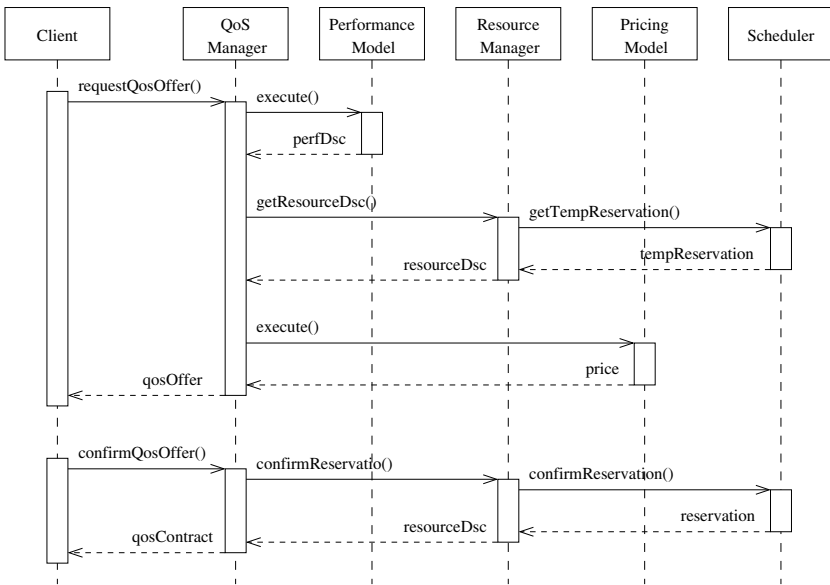 Client
QoS
Manager
Performance
Model
Resource
Manager
Pricing
Model
Scheduler
requestQosOffer()
execute()
perfDsc
getResourceDsc()
getTempReservation()
tempReservation
resourceDsc
execute()
price
qosOffer
confirmQosOffer()
confirmReservatio()
confirmReservation()
reservation
resourceDsc
qosContract